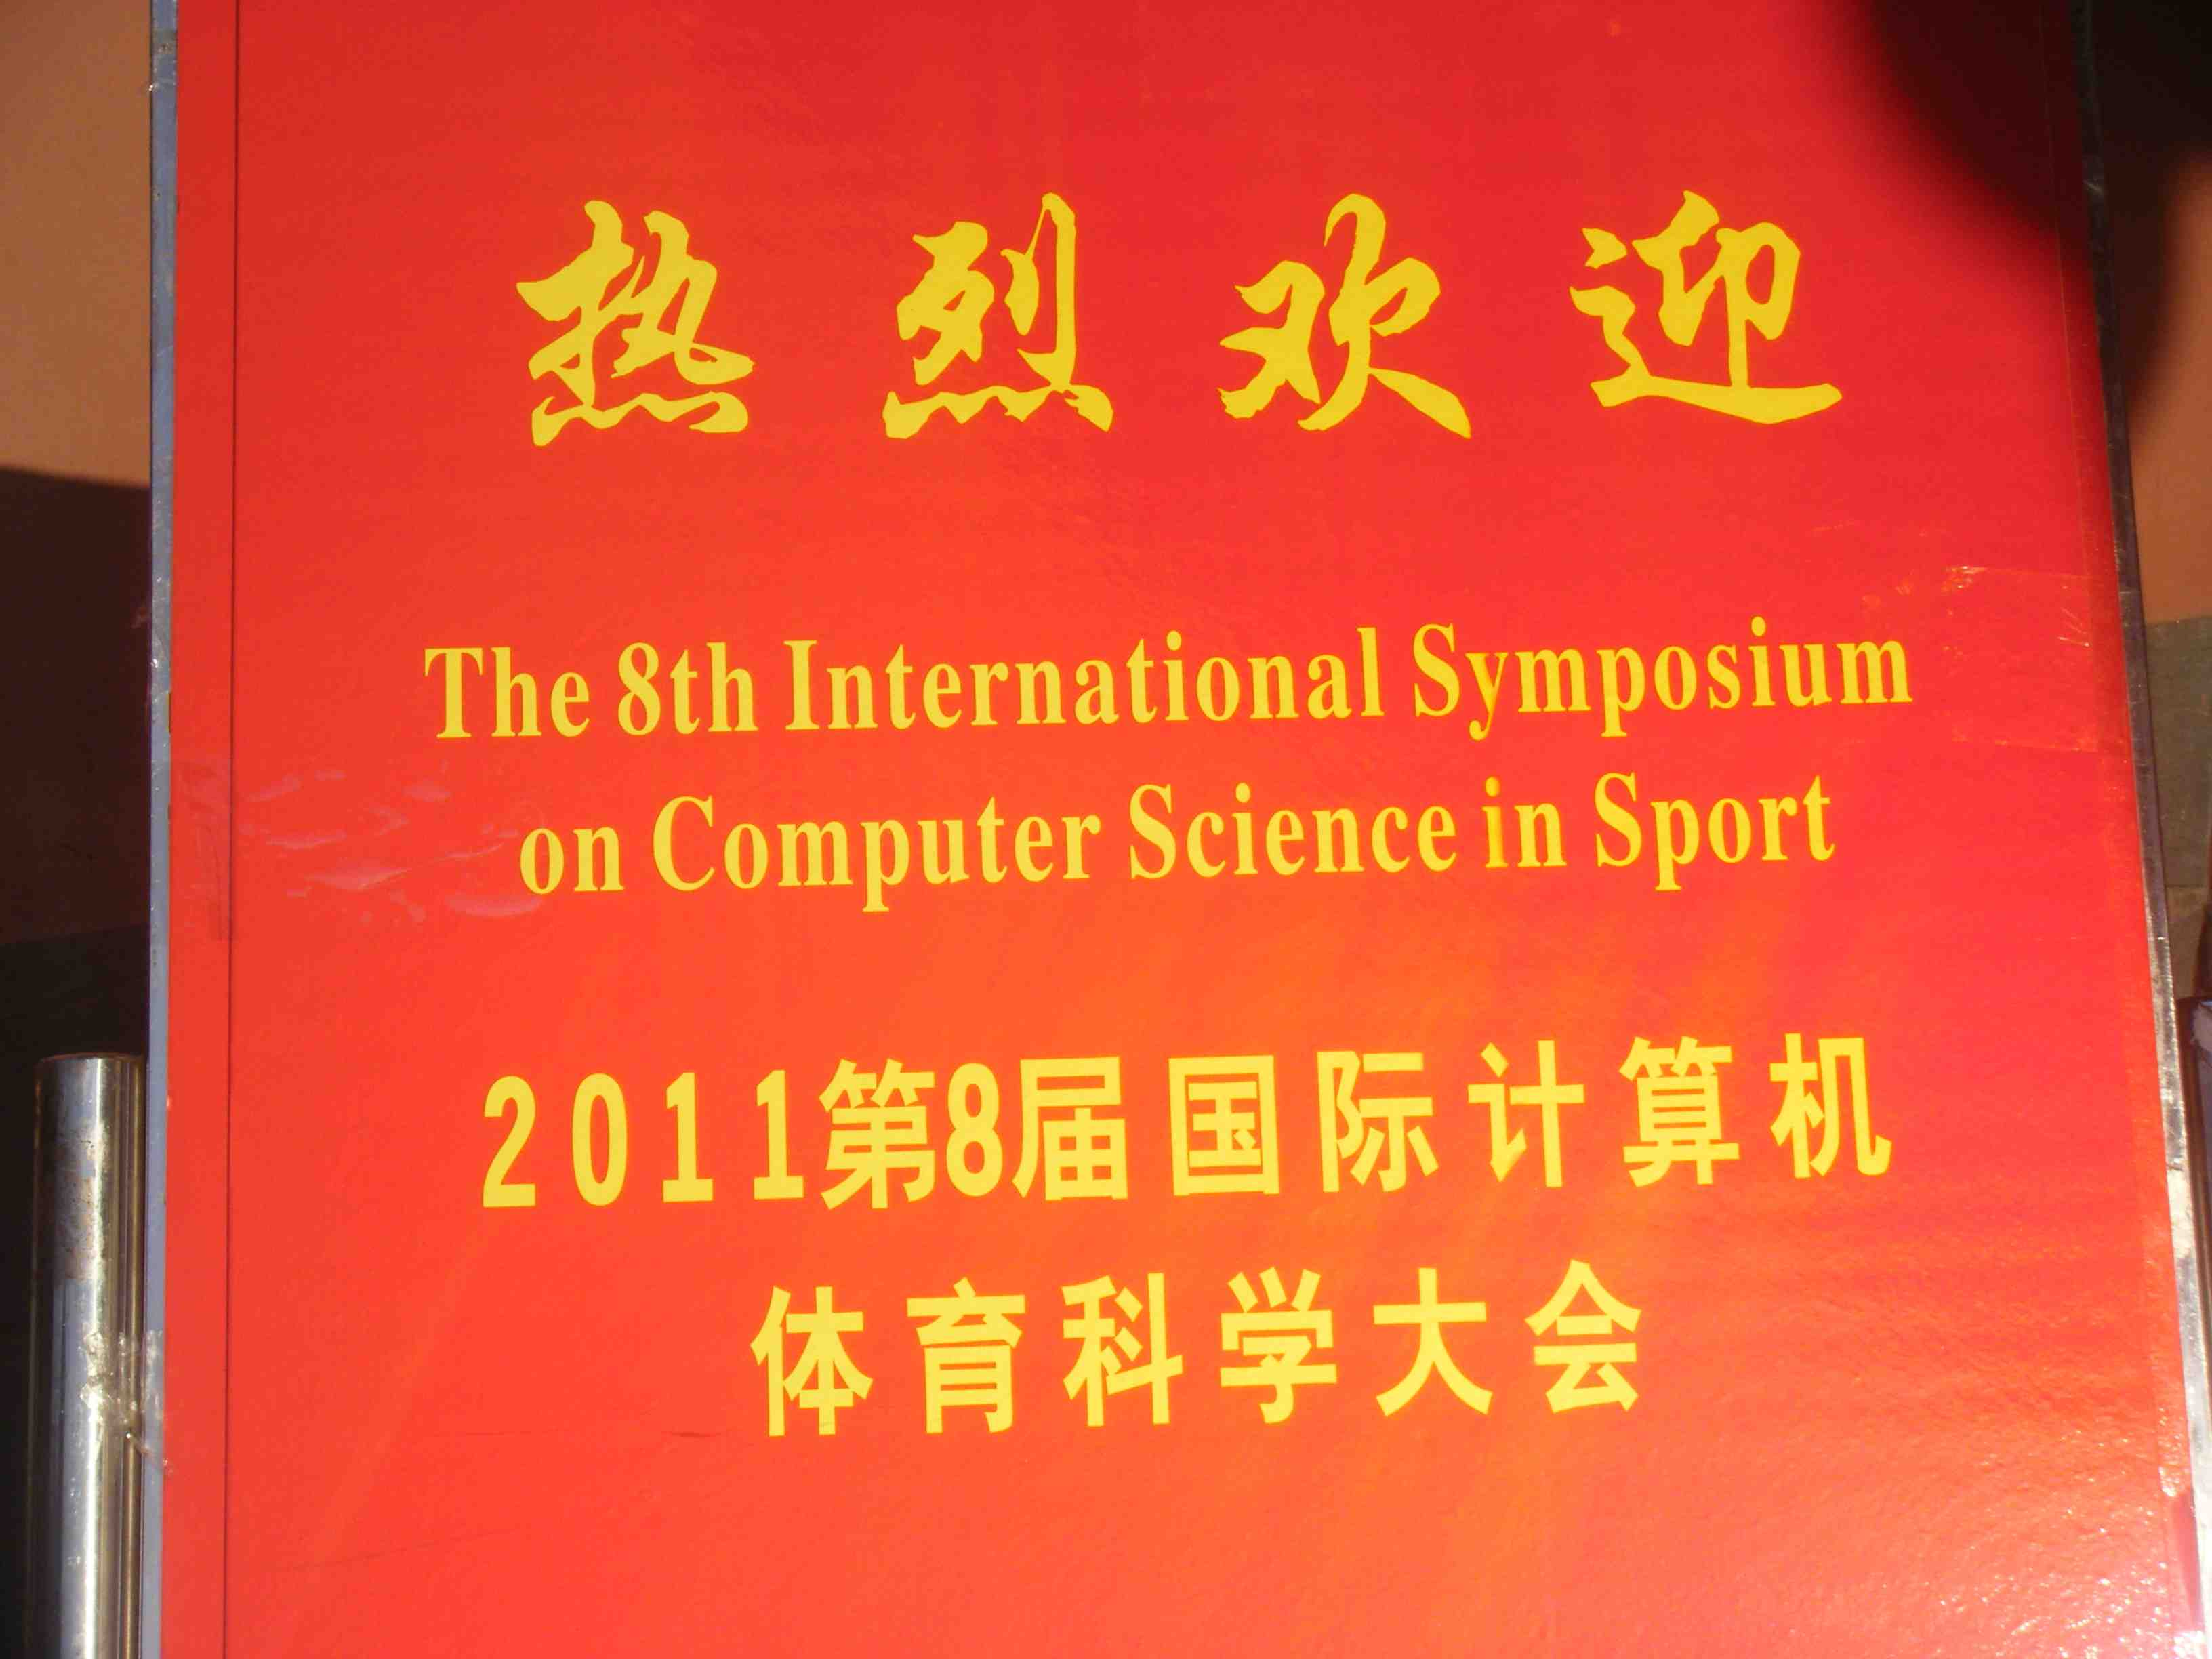 热烈欢迎
The 8th International Symposium
on Computer Science in Sport
2011第8届国际计算机
体育科学大会